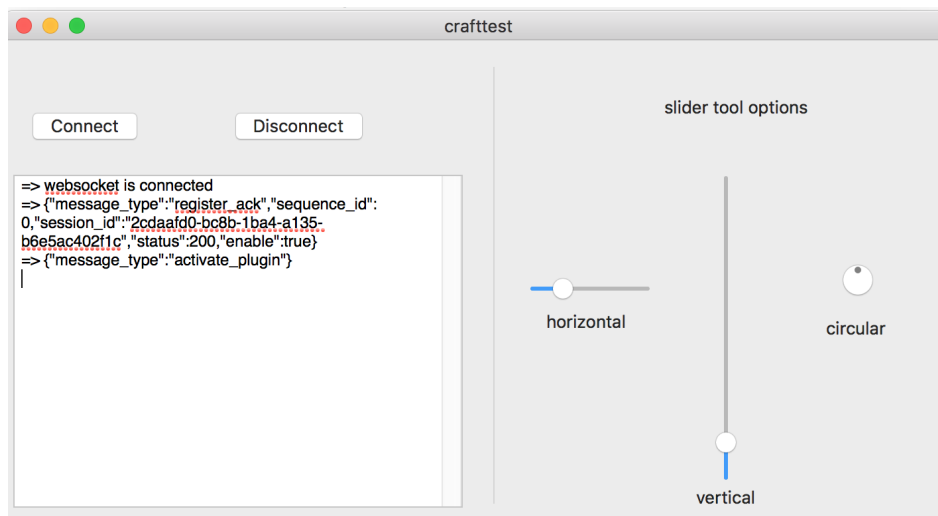 crafttest
Connect
Disconnect
=> websocket is connected
=> {"message_type":"register_ack","sequence_id":
0,"session_id":"2cdaafd0-bc8b-1ba4-a135-
b6e5ac402f1c","status":200,"enable":true}
=> {"message_type":"activate_plugin"}
slider tool options
horizontal
circular
vertical